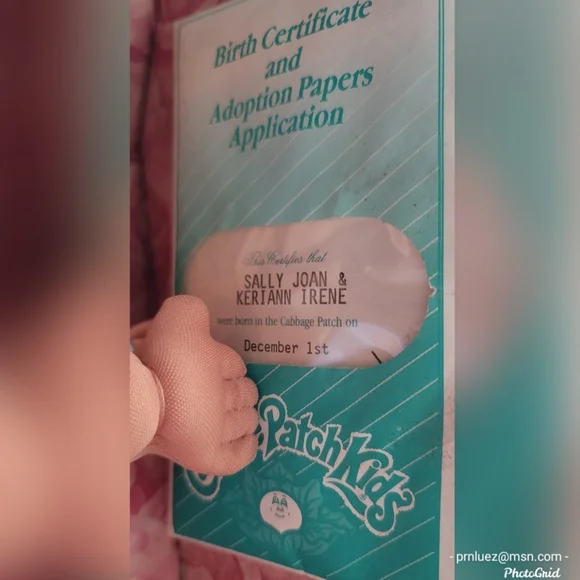 Birth Certificate
and
Adoption Papers
Application
This Certifies that
SALLY JOAN &
KERIANN IRENE
were born in the Cabbage Patch on
December 1st
Patch Kids
- prnluez@msn.com -
PhotoGrid